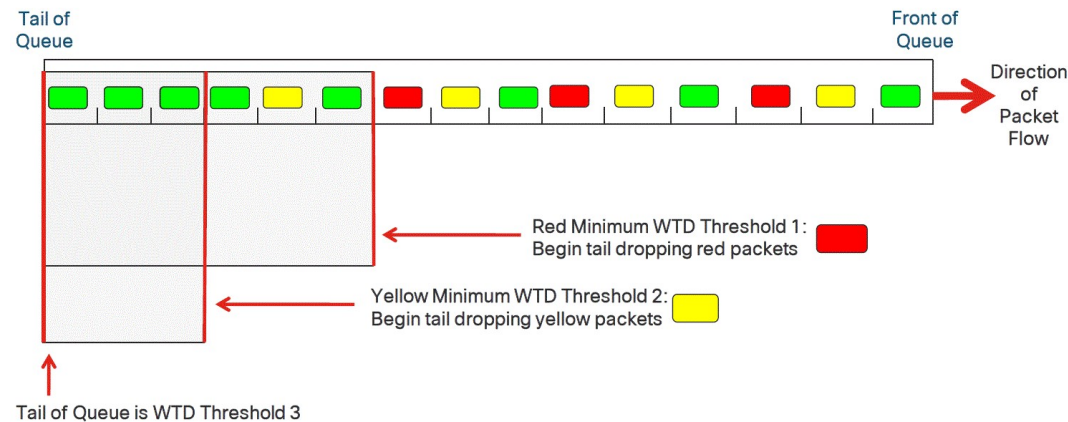 Tail of
Queue
Front of
Queue
Direction
of
Packet
Flow
Red Minimum WTD Threshold 1:
Begin tail dropping red packets
Yellow Minimum WTD Threshold 2:
Begin tail dropping yellow packets
Tail of Queue is WTD Threshold 3